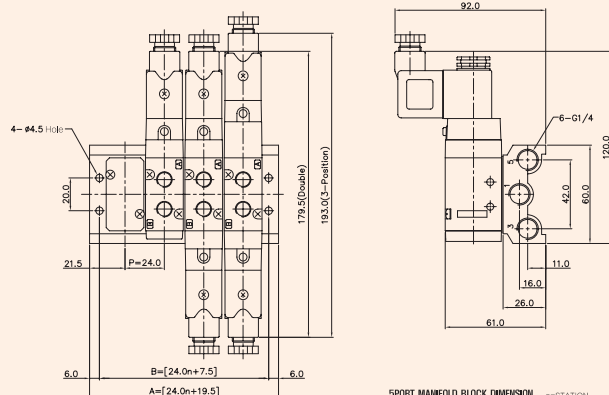 92.0
4- ø4.5 Hole
20.0
21.5
P=24.0
6.0
B=[24.0n+7.5]
6.0
A=[24.0n+19.5]
179.5(Double)
193.0(3-Position)
A
A
A
B
B
B
6-G1/4
5
1
3
42.0
60.0
120.0
11.0
16.0
26.0
61.0
5PORT MANIFOLD BLOCK DIMENSION
n=STATION